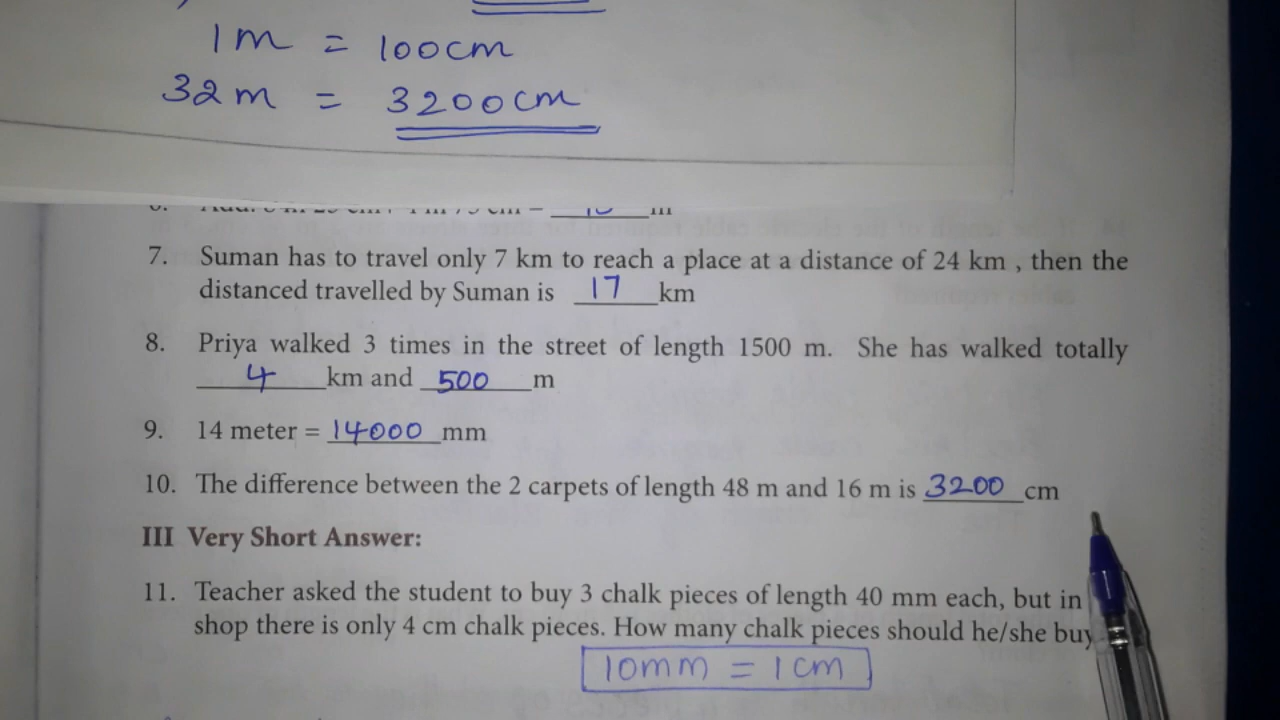 1m = 100cm
32m = 3200cm
7. Suman has to travel only 7 km to reach a place at a distance of 24 km , then the
distanced travelled by Suman is 17 km
8. Priya walked 3 times in the street of length 1500 m. She has walked totally
4 km and 500 m
9. 14 meter = 14000 mm
10. The difference between the 2 carpets of length 48 m and 16 m is 3200 cm
III Very Short Answer:
11. Teacher asked the student to buy 3 chalk pieces of length 40 mm each, but in
shop there is only 4 cm chalk pieces. How many chalk pieces should he/she buy
10mm = 1cm